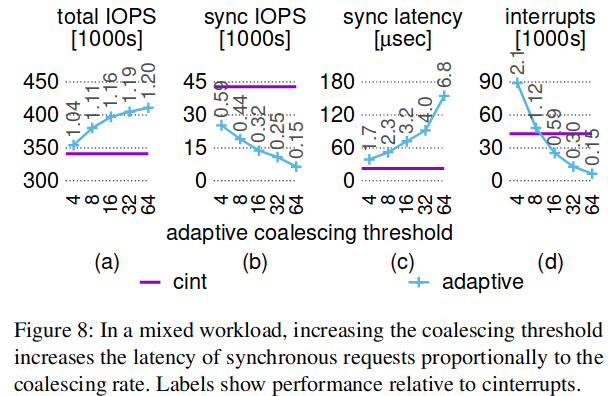 total IOPS sync IOPS sync latency interrupts
[1000s] [1000s] [μsec] [1000s]
450 400 350 300
1.04 1.11 1.16 1.19 1.20
4 8 16 32 64
45 30 15 0
0.59 0.44 0.32 0.25 0.15
4 8 16 32 64
180 120 60 0
1.7 2.3 3.2 4.0 6.8
4 8 16 32 64
90 60 30 0
2.1 1.12 0.59 0.30 0.15
4 8 16 32 64
adaptive coalescing threshold
(a) (b) (c) (d)
cint adaptive
Figure 8: In a mixed workload, increasing the coalescing threshold
increases the latency of synchronous requests proportionally to the
coalescing rate. Labels show performance relative to cinterrupts.